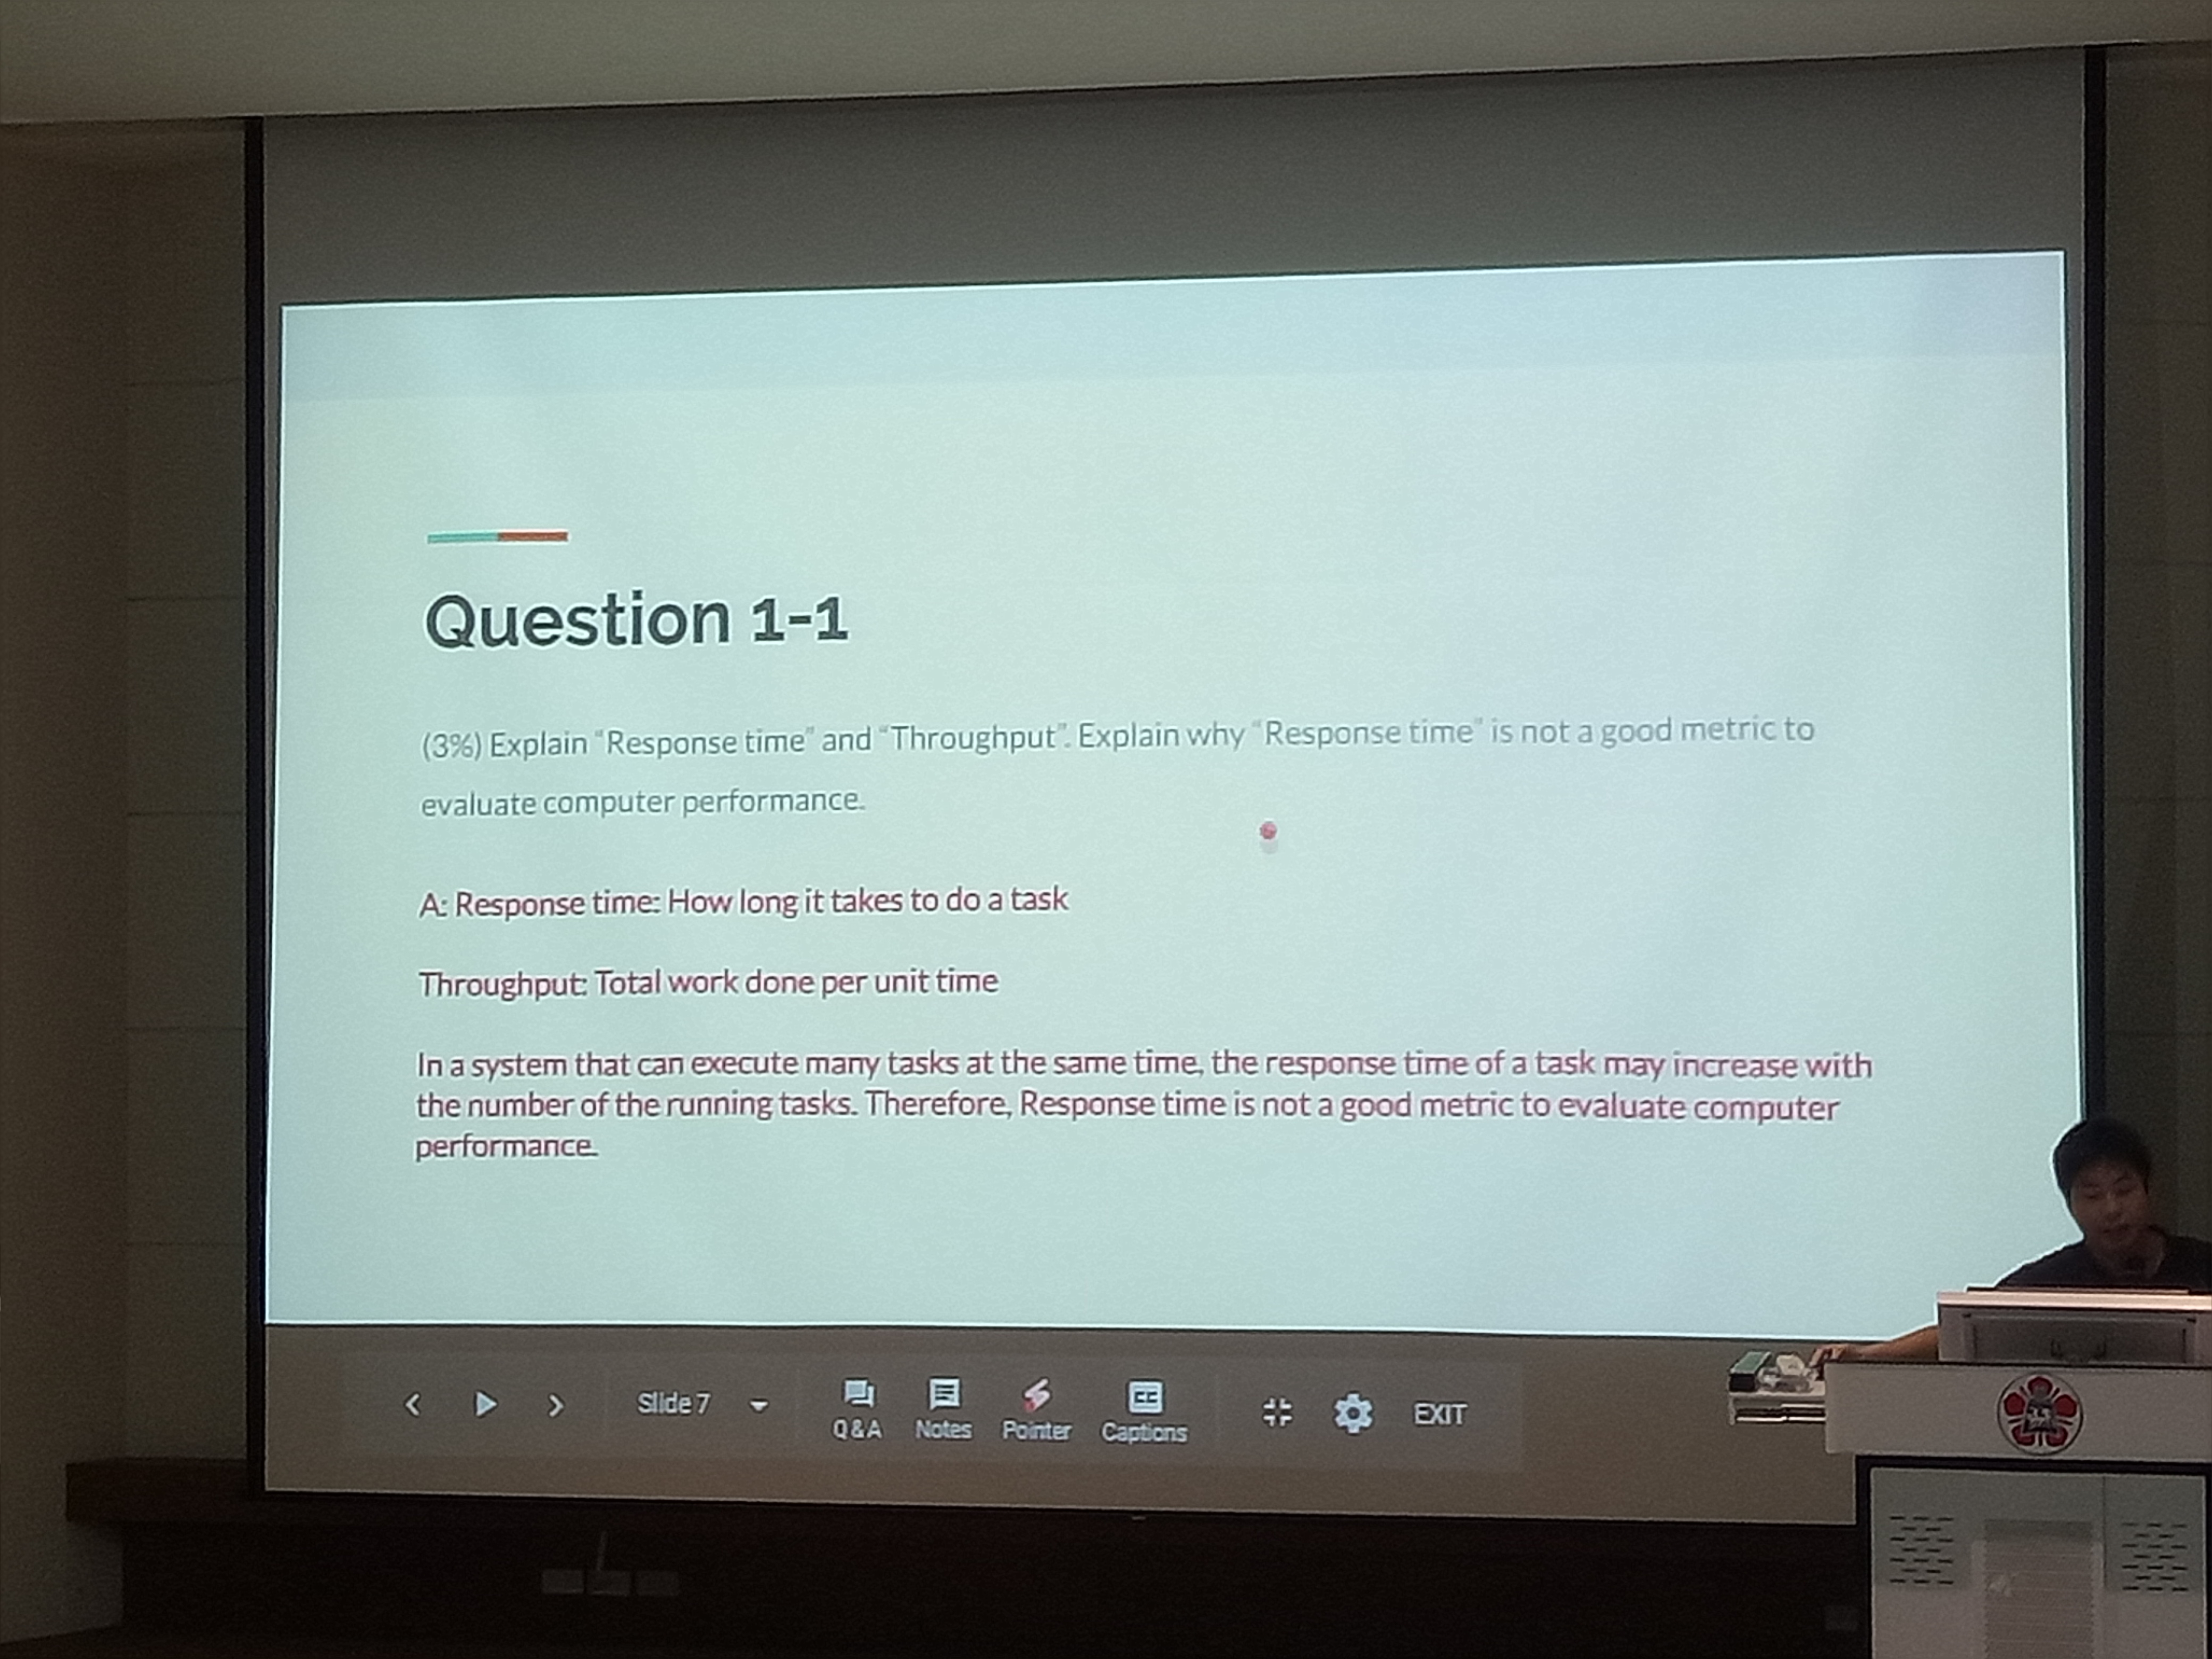 Question 1-1
(3%) Explain "Response time" and "Throughput". Explain why "Response time" is not a good metric to
evaluate computer performance.
A: Response time: How long it takes to do a task
Throughput: Total work done per unit time
In a system that can execute many tasks at the same time, the response time of a task may increase with
the number of the running tasks. Therefore, Response time is not a good metric to evaluate computer
performance.
Slide 7
Q&A
Notes
Pointer
CC
Captions
EXIT